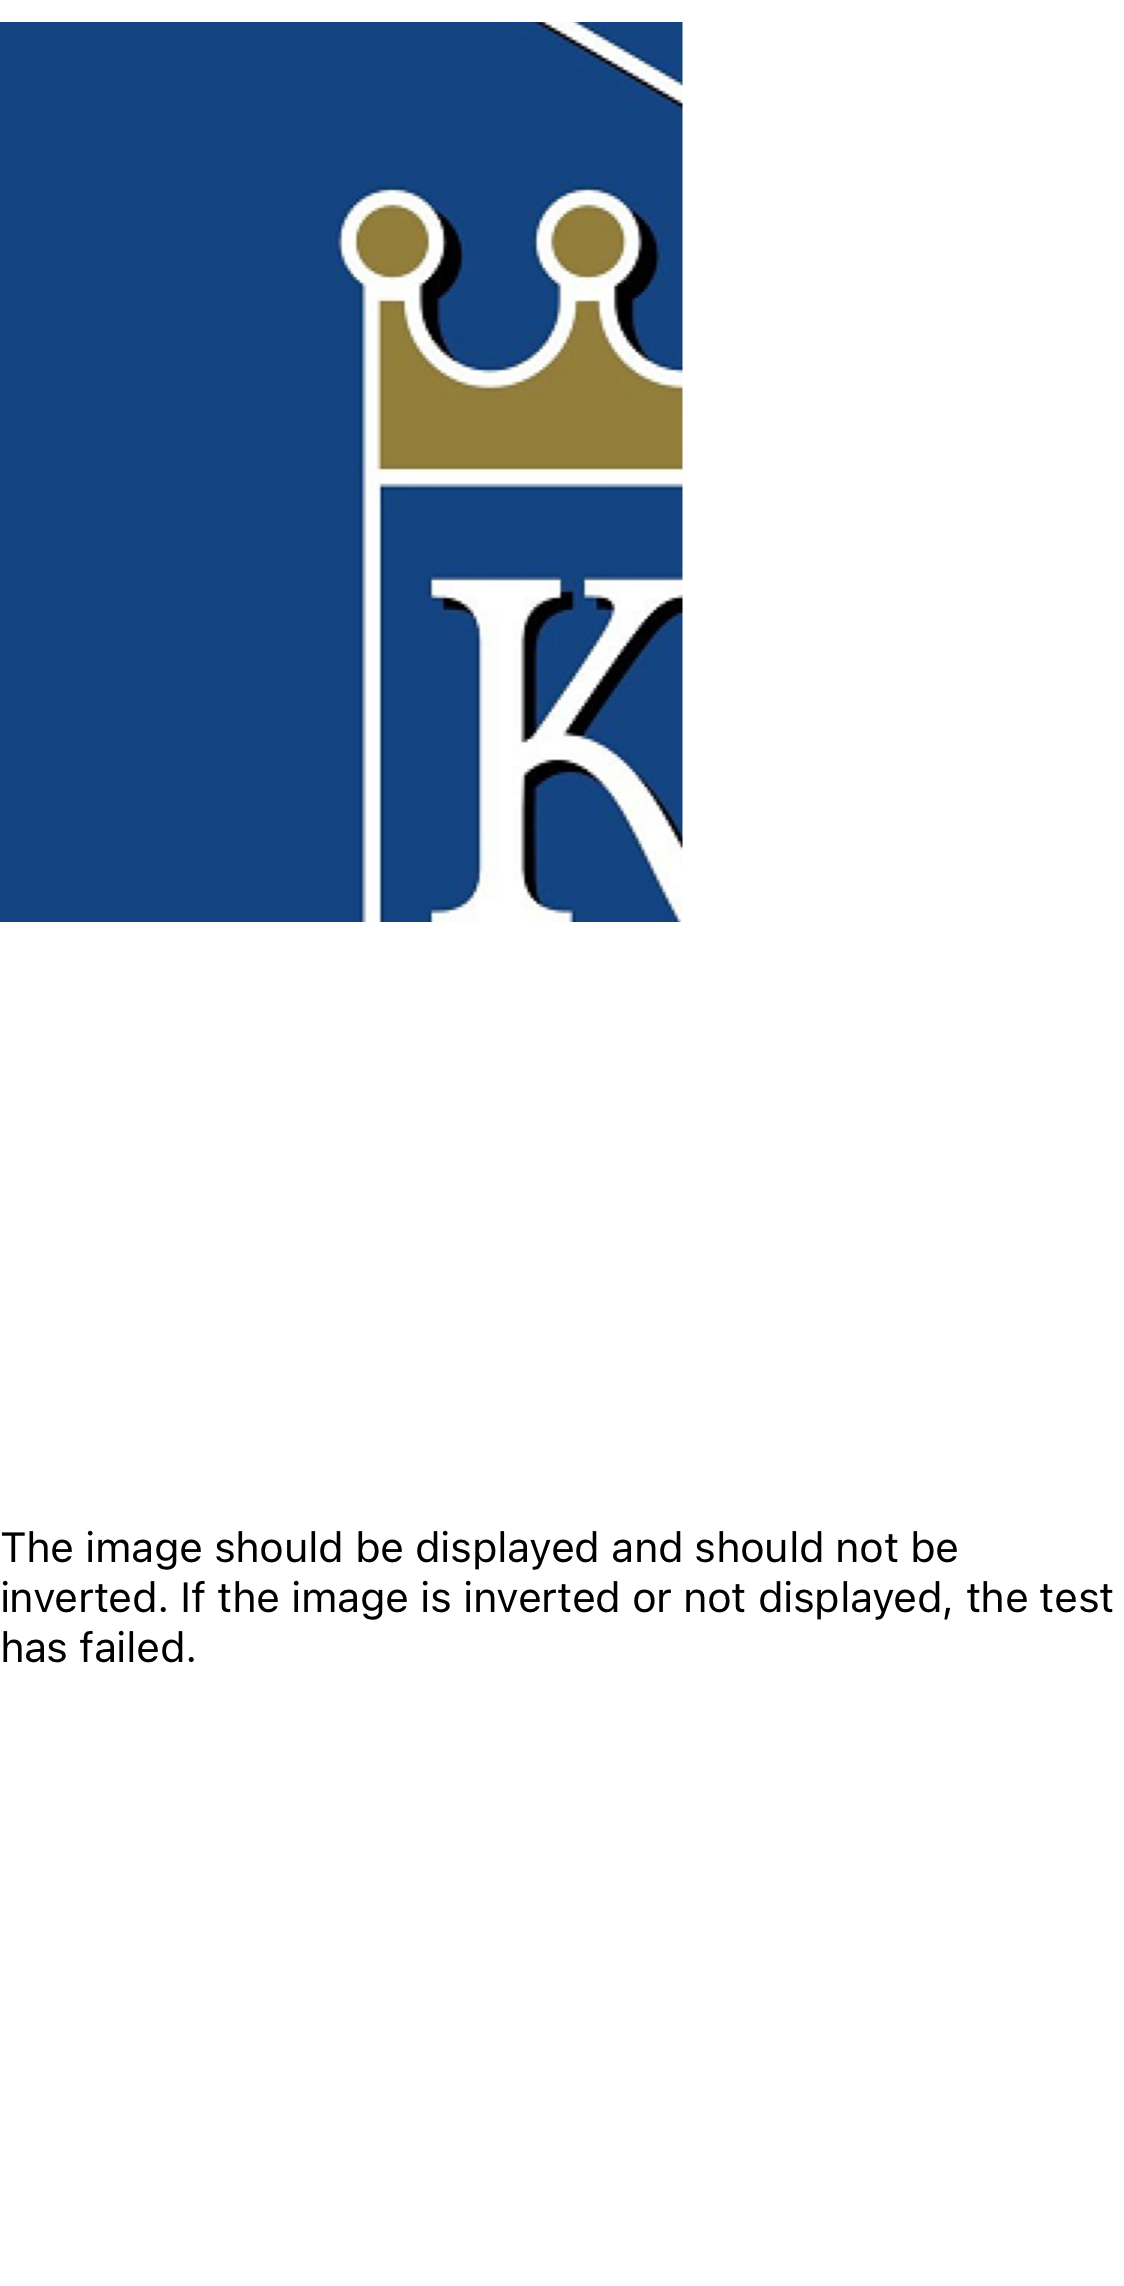 K
The image should be displayed and should not be
inverted. If the image is inverted or not displayed, the test
has failed.